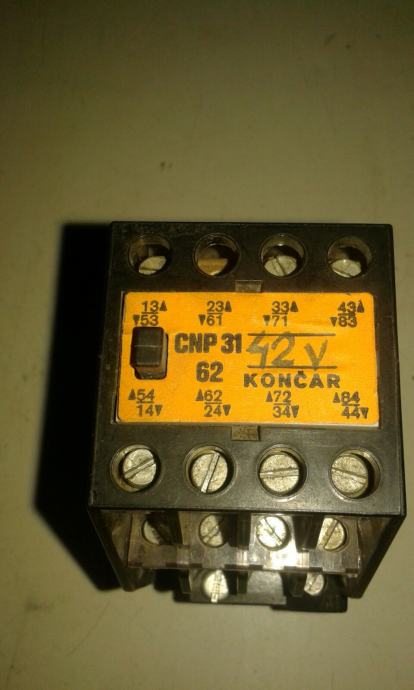 13▲ 23▲ 33▲ 43▲
▼53 ▼61 ▼71 ▼83
CNP 31 42 V
62 KONČAR
▲54 ▲62 ▲72 ▲84
14▼ 24▼ 34▼ 44▼